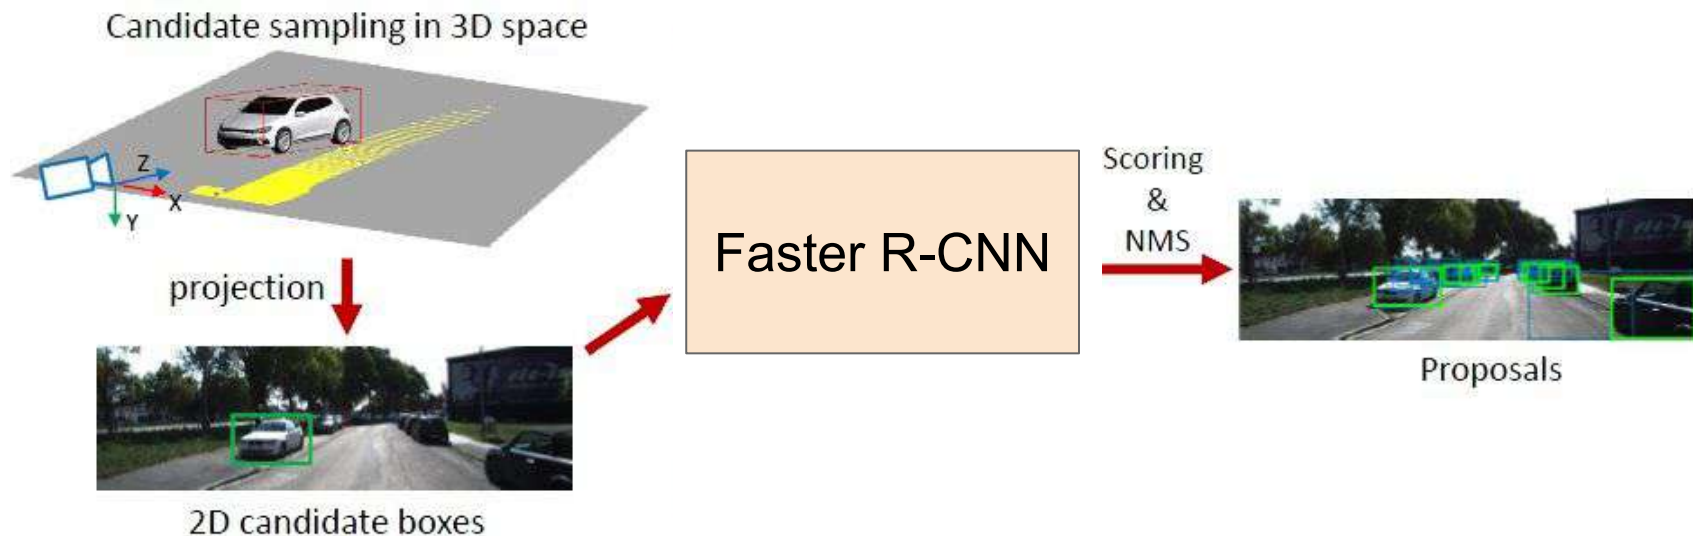 Candidate sampling in 3D space
Z
X
Y
projection
2D candidate boxes
Faster R-CNN
Scoring
&
NMS
Proposals